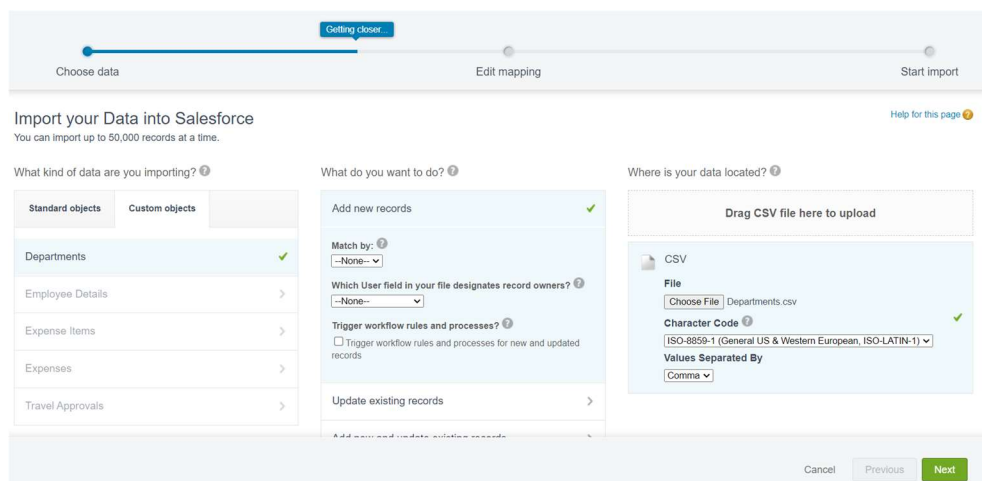 Getting closer...
Choose data
Edit mapping
Start import
Import your Data into Salesforce
You can import up to 50,000 records at a time.
Help for this page ?
What kind of data are you importing? ?
Standard objects
Custom objects
Departments
Employee Details
Expense Items
Expenses
Travel Approvals
What do you want to do? ?
Add new records
Match by: ?
--None--
Which User field in your file designates record owners? ?
--None--
Trigger workflow rules and processes? ?
Trigger workflow rules and processes for new and updated
records
Update existing records
Add new and update existing records
Where is your data located? ?
Drag CSV file here to upload
CSV
File
Choose File Departments.csv
Character Code ?
ISO-8859-1 (General US & Western European, ISO-LATIN-1)
Values Separated By
Comma
Cancel
Previous
Next